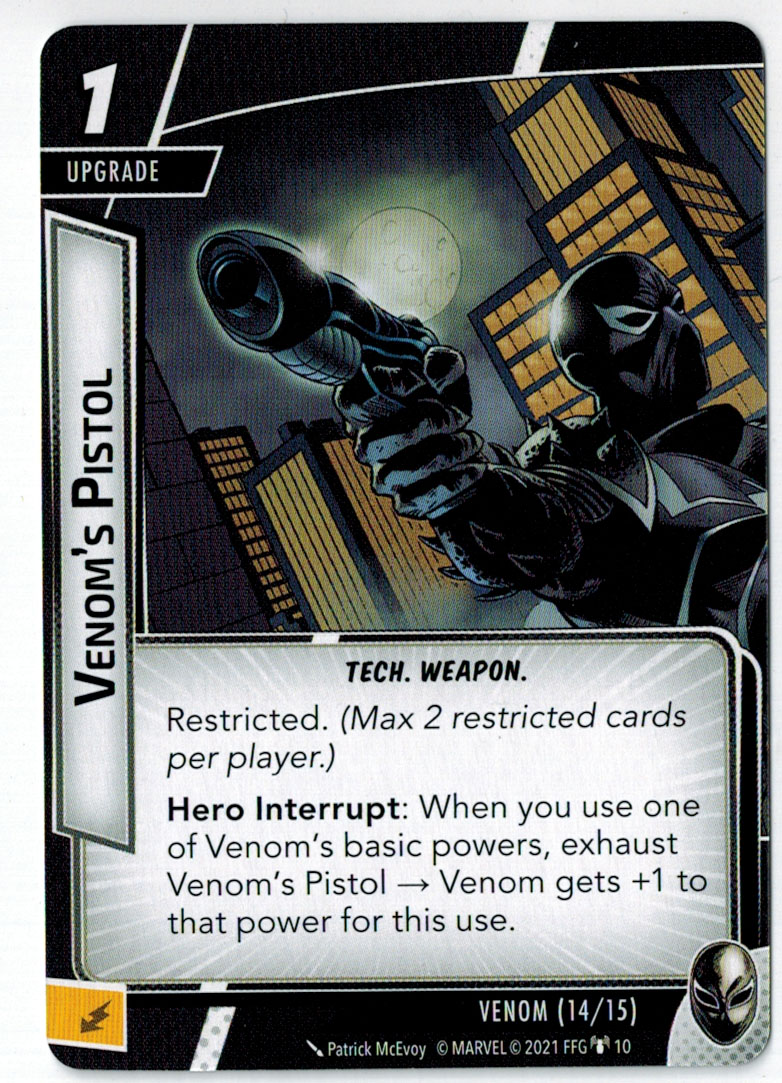 1
UPGRADE
VENOM'S PISTOL
TECH. WEAPON.
Restricted. (Max 2 restricted cards
per player.)
Hero Interrupt: When you use one
of Venom's basic powers, exhaust
Venom's Pistol → Venom gets +1 to
that power for this use.
VENOM (14/15)
Patrick McEvoy © MARVEL © 2021 FFG 10